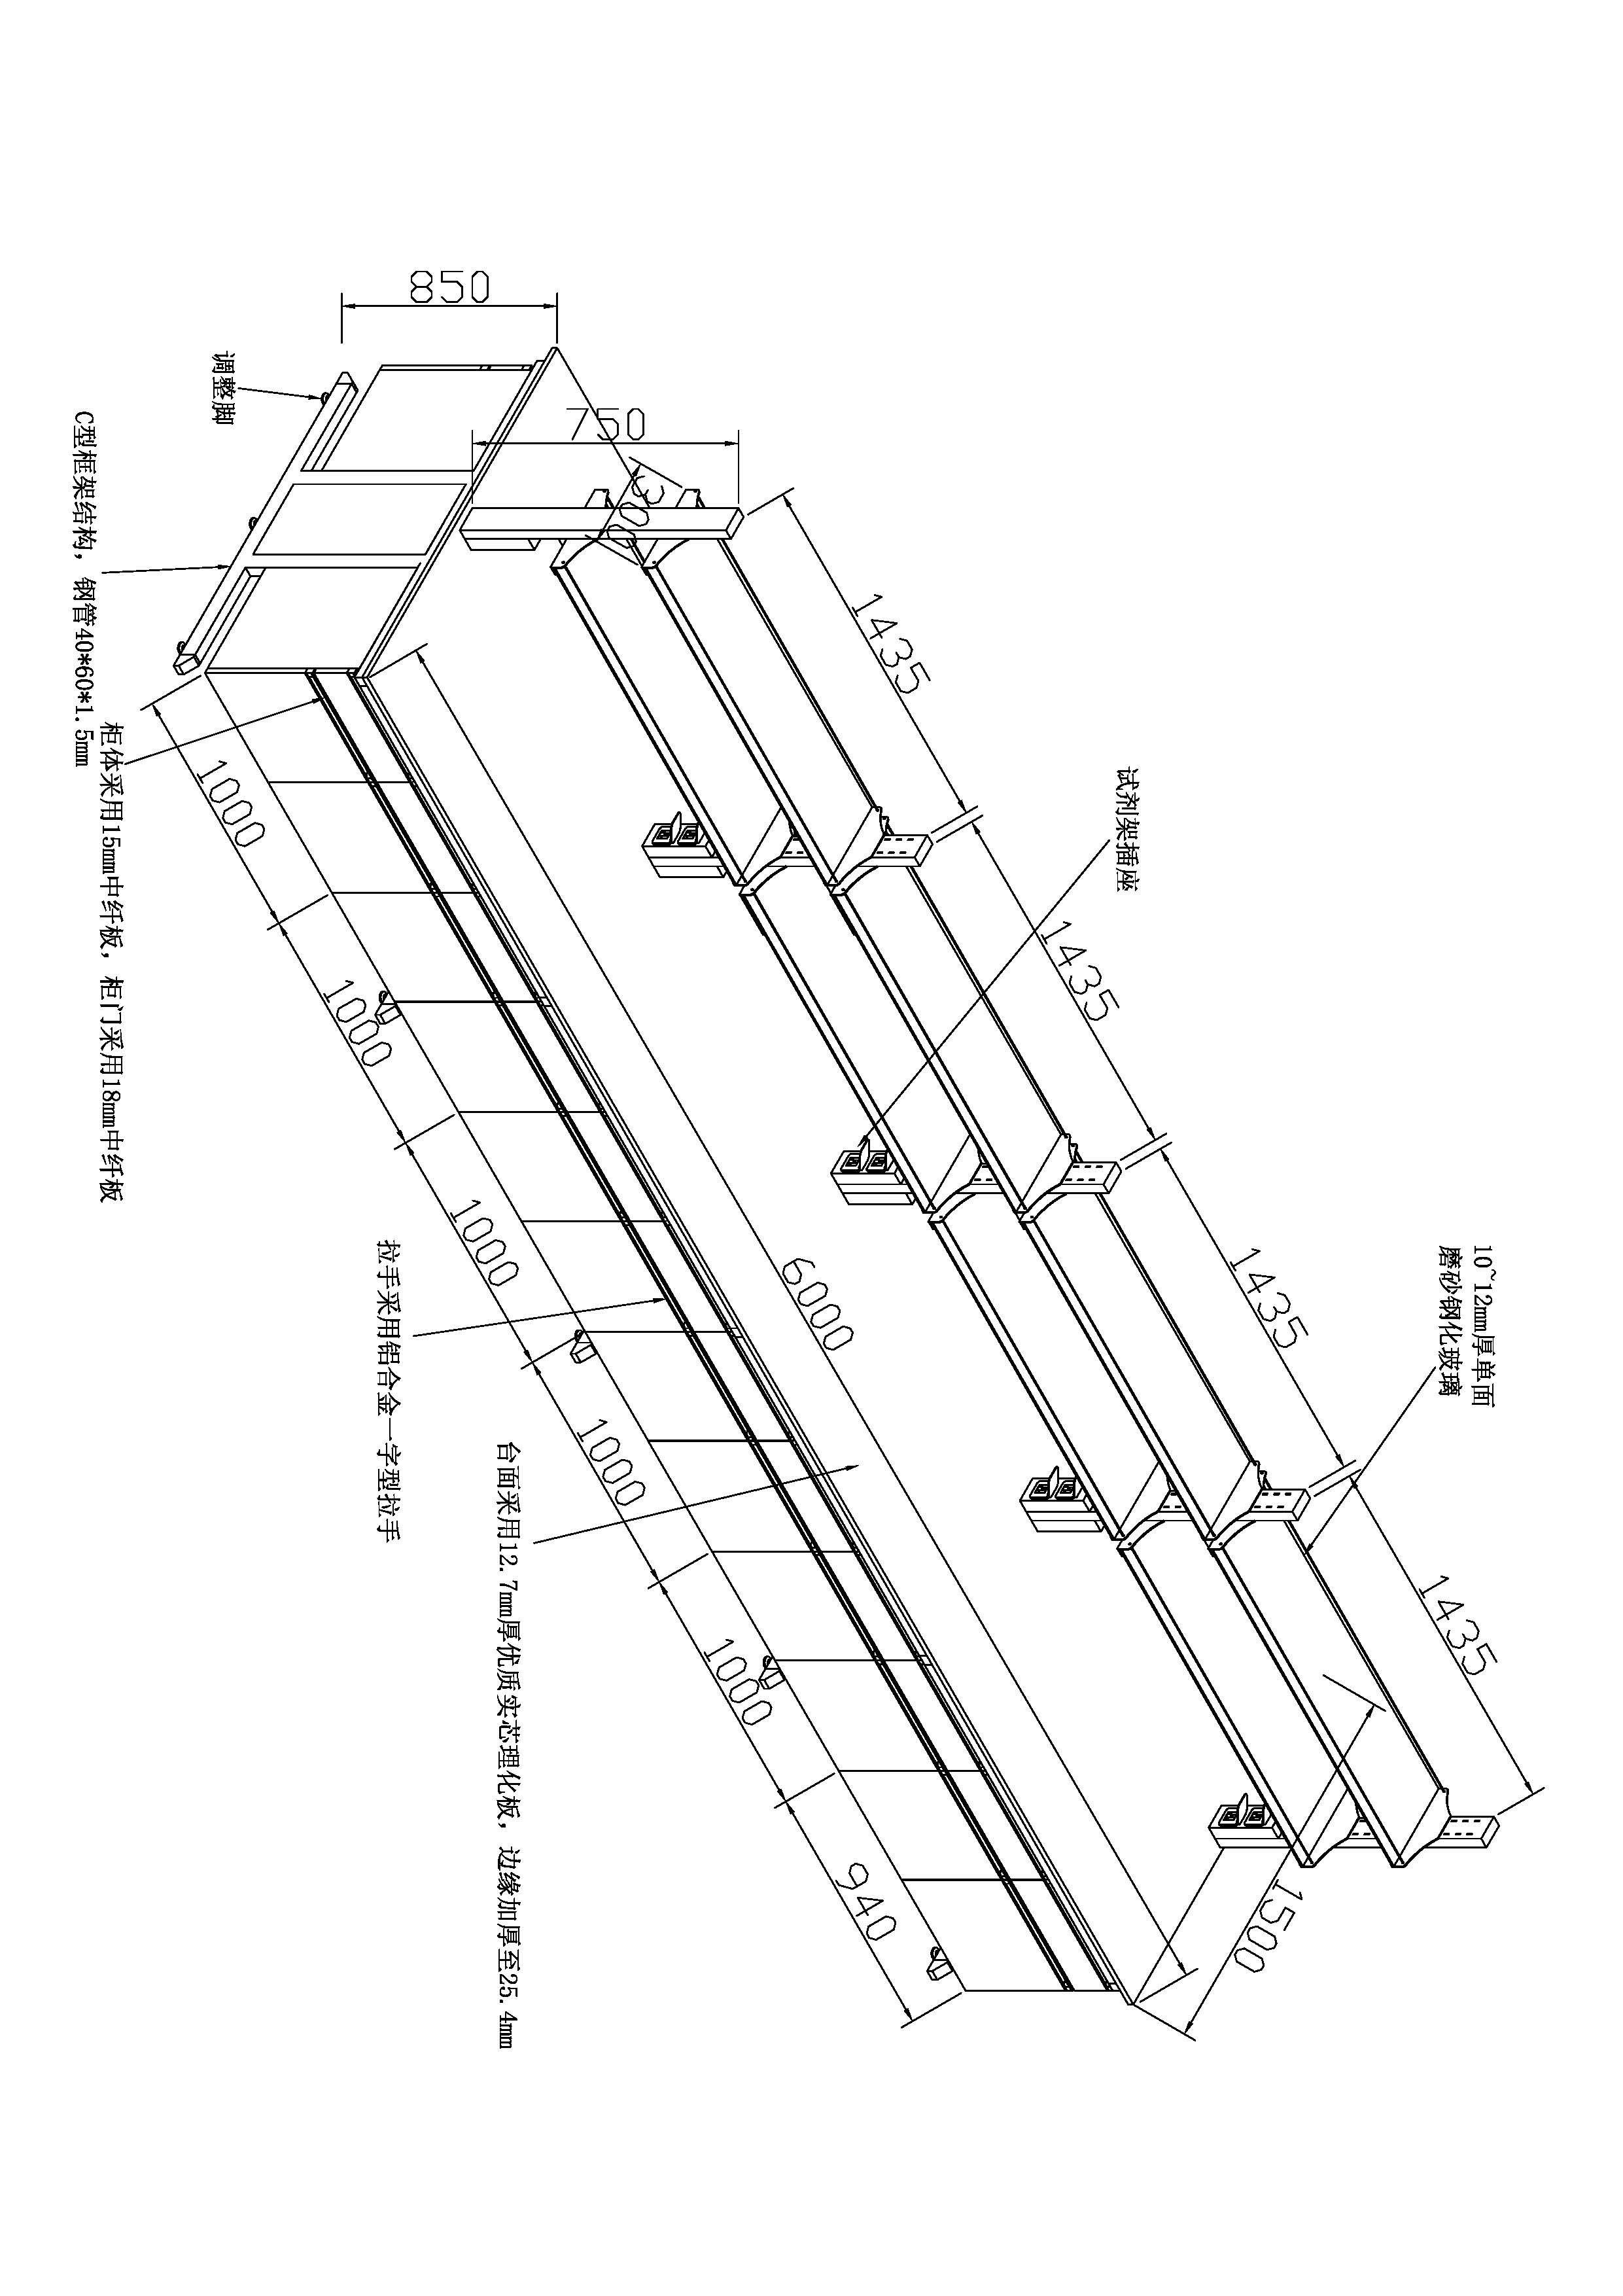 850
750
300
1435
1435
1435
1435
10~12mm厚单面
磨砂钢化玻璃
试剂架插座
6000
1500
1000
1000
1000
1000
1000
940
调整脚
C型框架结构，钢管40*60*1.5mm
柜体采用15mm中纤板，柜门采用18mm中纤板
拉手采用铝合金一字型拉手
台面采用12.7mm厚优质实芯理化板，边缘加厚至25.4mm